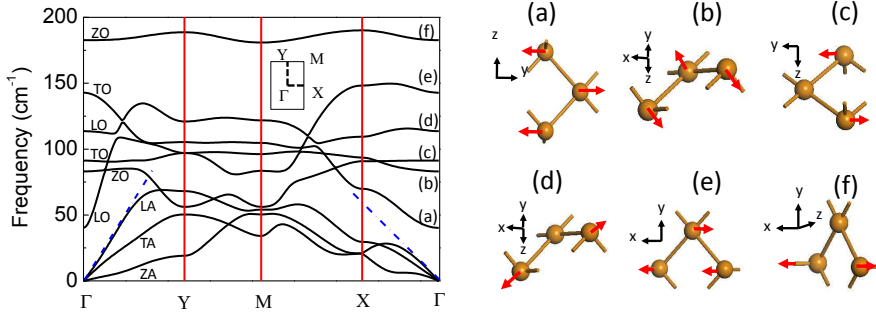 200
150
100
50
0
Frequency (cm⁻¹)
ZO
TO
LO
TO
ZO
LO
LA
TA
ZA
Y
M
Γ
X
(f)
(e)
(d)
(c)
(b)
(a)
Γ
Y
M
X
Γ
(a)
z
y
(b)
y
x
z
(c)
y
z
(d)
y
x
z
(e)
y
x
(f)
y
z
x